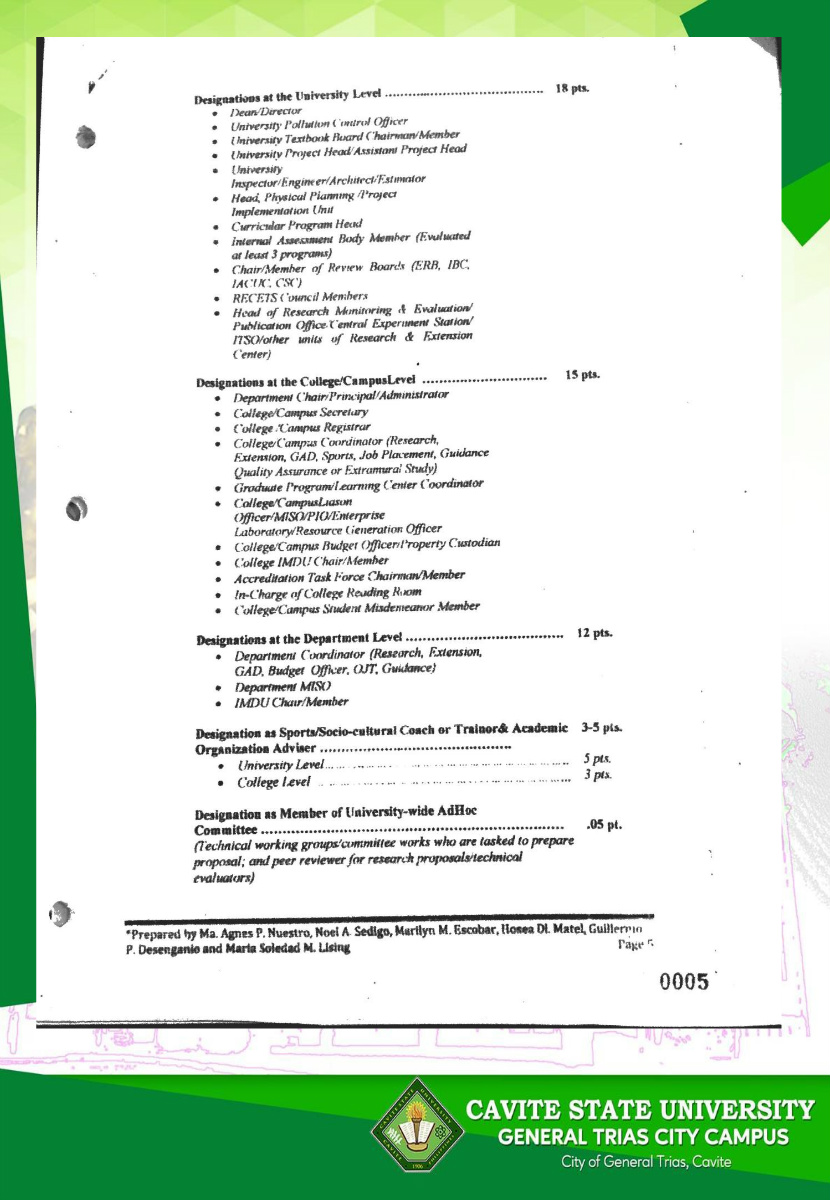 Designations at the University Level ........................................ 18 pts.
• Dean/Director
• University Pollution Control Officer
• University Textbook Board Chairman/Member
• University Project Head/Assistant Project Head
• University
Inspector/Engineer/Architect/Estimator
• Head, Physical Planning /Project
Implementation Unit
• Curricular Program Head
• Internal Assessment Body Member (Evaluated
at least 3 programs)
• Chair/Member of Review Boards (ERB, IBC,
IACUC, CSC)
• RECETS Council Members
• Head of Research Monitoring & Evaluation/
Publication Office/Central Experiment Station/
ITSO/other units of Research & Extension
Center)
Designations at the College/CampusLevel .............................. 15 pts.
• Department Chair/Principal/Administrator
• College/Campus Secretary
• College /Campus Registrar
• College/Campus Coordinator (Research,
Extension, GAD, Sports, Job Placement, Guidance
Quality Assurance or Extramural Study)
• Graduate Program/Learning Center Coordinator
• College/CampusLiason
Officer/MISO/PIO/Enterprise
Laboratory/Resource Generation Officer
• College/Campus Budget Officer/Property Custodian
• College IMDU Chair/Member
• Accreditation Task Force Chairman/Member
• In-Charge of College Reading Room
• College/Campus Student Misdemeanor Member
Designations at the Department Level ..................................... 12 pts.
• Department Coordinator (Research, Extension,
GAD, Budget Officer, OJT, Guidance)
• Department MISO
• IMDU Chair/Member
Designation as Sports/Socio-cultural Coach or Trainor& Academic 3-5 pts.
Organization Adviser .............................................
• University Level........................................................ 5 pts.
• College Level ........................................................ 3 pts.
Designation as Member of University-wide AdHoc
Committee ...................................................................... .05 pt.
(Technical working groups/committee works who are tasked to prepare
proposal; and peer reviewer for research proposals/technical
evaluators)
*Prepared by Ma. Agnes P. Nuestro, Noel A. Sedigo, Marilyn M. Escobar, Hosea DL. Matel, Guillermo
P. Desenganio and Maria Soledad M. Lising
Page 5
0005
CAVITE STATE UNIVERSITY
CAVITE
PHILIPPINES
1906
CAVITE STATE UNIVERSITY
GENERAL TRIAS CITY CAMPUS
City of General Trias, Cavite